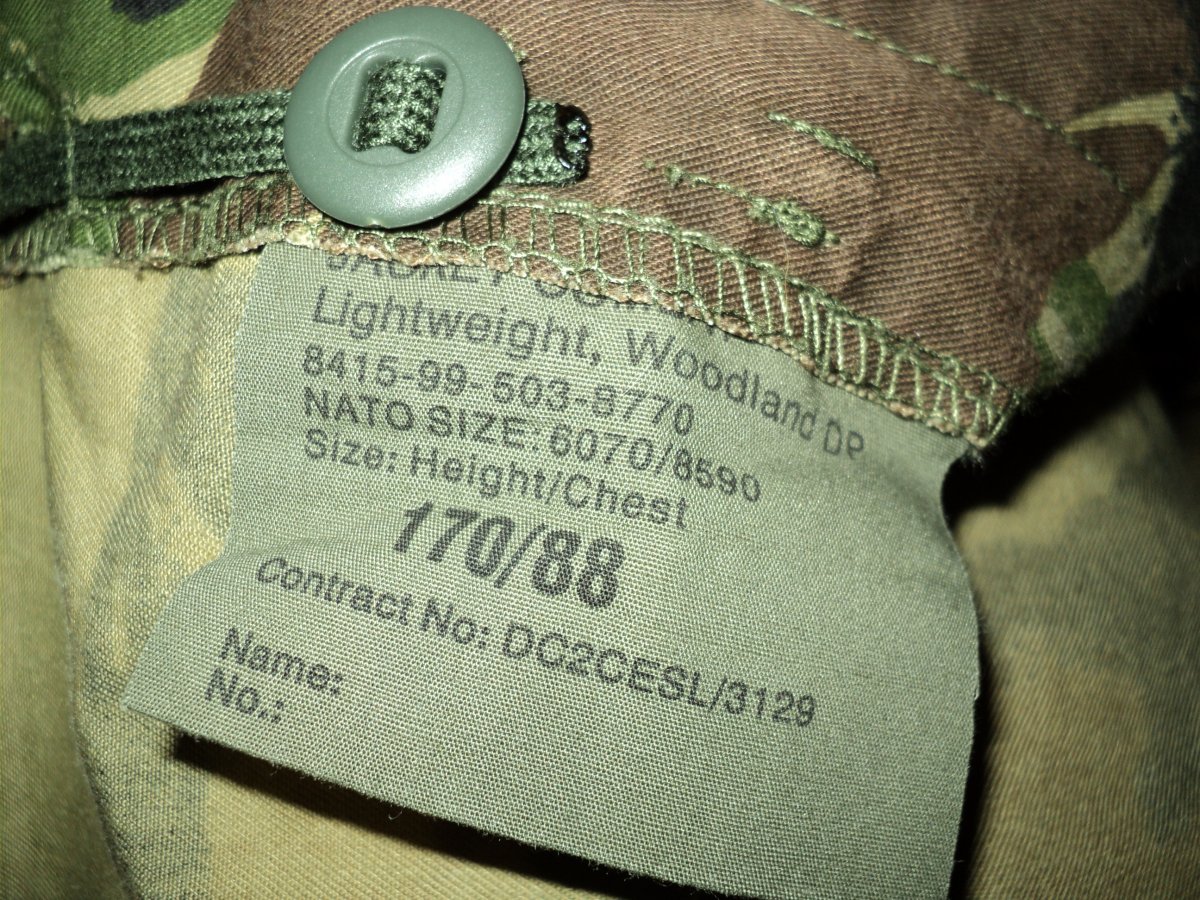 JACKET
Lightweight, Woodland DP
8415-99-503-8770
NATO SIZE: 6070/8590
Size: Height/Chest
170/88
Contract No: DC2CESL/3129
Name:
No.: